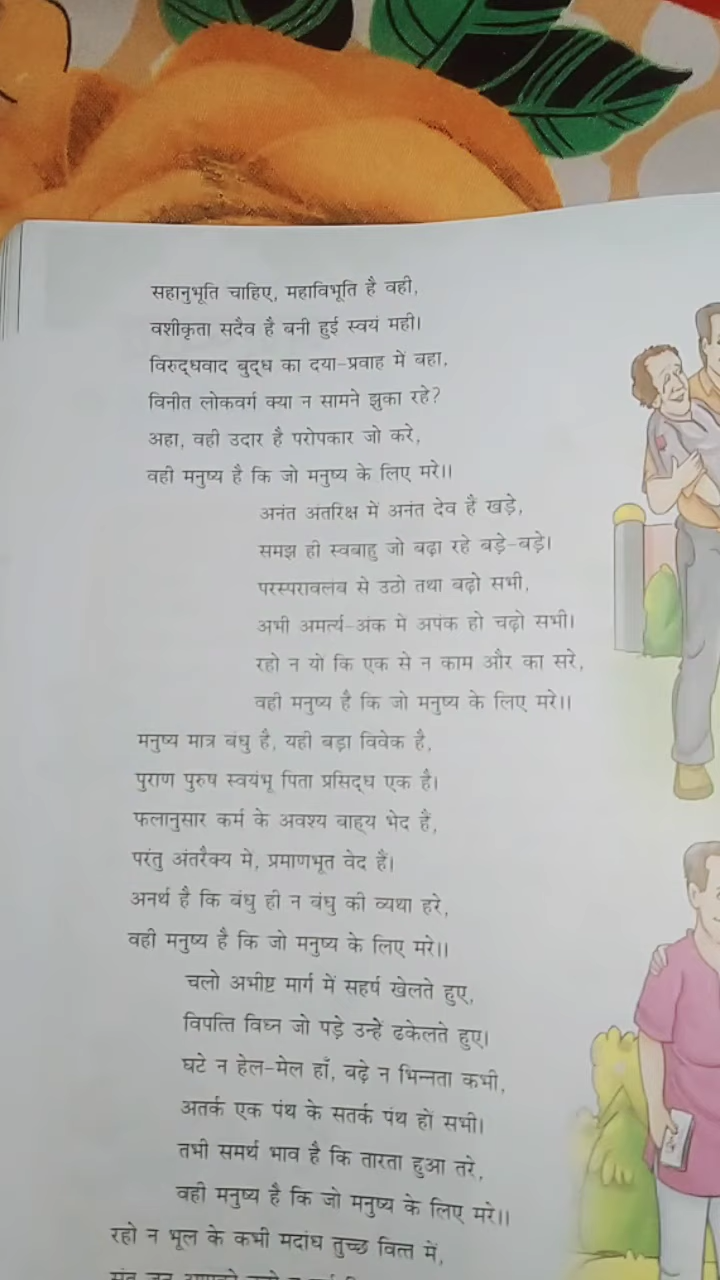 सहानुभूति चाहिए, महाविभूति है वही,
वशीकृता सदैव है बनी हुई स्वयं मही।
विरुद्धवाद बुद्ध का दया-प्रवाह में बहा,
विनीत लोकवर्ग क्या न सामने झुका रहे?
अहा, वही उदार है परोपकार जो करे,
वही मनुष्य है कि जो मनुष्य के लिए मरे।।
अनंत अंतरिक्ष में अनंत देव हैं खड़े,
समझ ही स्वबाहु जो बढ़ा रहे बड़े-बड़े।
परस्परावलंब से उठो तथा बढ़ो सभी,
अभी अमर्त्य-अंक में अपंक हो चढ़ो सभी।
रहो न यों कि एक से न काम और का सरे,
वही मनुष्य है कि जो मनुष्य के लिए मरे।।
मनुष्य मात्र बंधु है, यही बड़ा विवेक है,
पुराण पुरुष स्वयंभू पिता प्रसिद्ध एक है।
फलानुसार कर्म के अवश्य बाह्य भेद हैं,
परंतु अंतरैक्य में, प्रमाणभूत वेद हैं।
अनर्थ है कि बंधु ही न बंधु की व्यथा हरे,
वही मनुष्य है कि जो मनुष्य के लिए मरे।।
चलो अभीष्ट मार्ग में सहर्ष खेलते हुए,
विपत्ति विघ्न जो पड़े उन्हें ढकेलते हुए।
घटे न हेल-मेल हाँ, बढ़े न भिन्नता कभी,
अतर्क एक पंथ के सतर्क पंथ हों सभी।
तभी समर्थ भाव है कि तारता हुआ तरे,
वही मनुष्य है कि जो मनुष्य के लिए मरे।।
रहो न भूल के कभी मदांध तुच्छ वित्त में,